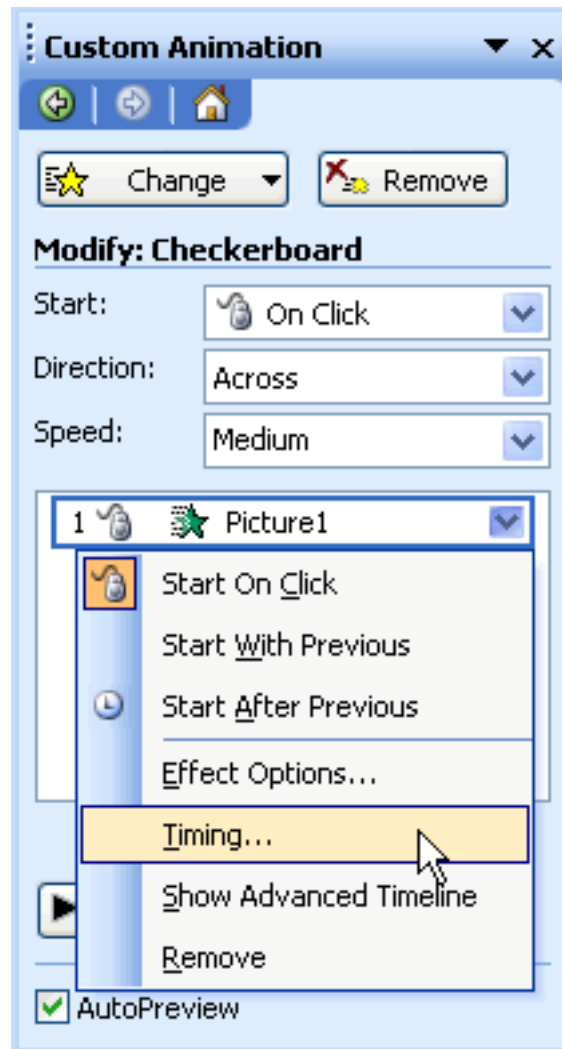 Custom Animation
Change
Remove
Modify: Checkerboard
Start: On Click
Direction: Across
Speed: Medium
1 Picture1
Start On Click
Start With Previous
Start After Previous
Effect Options...
Timing...
Show Advanced Timeline
Remove
AutoPreview